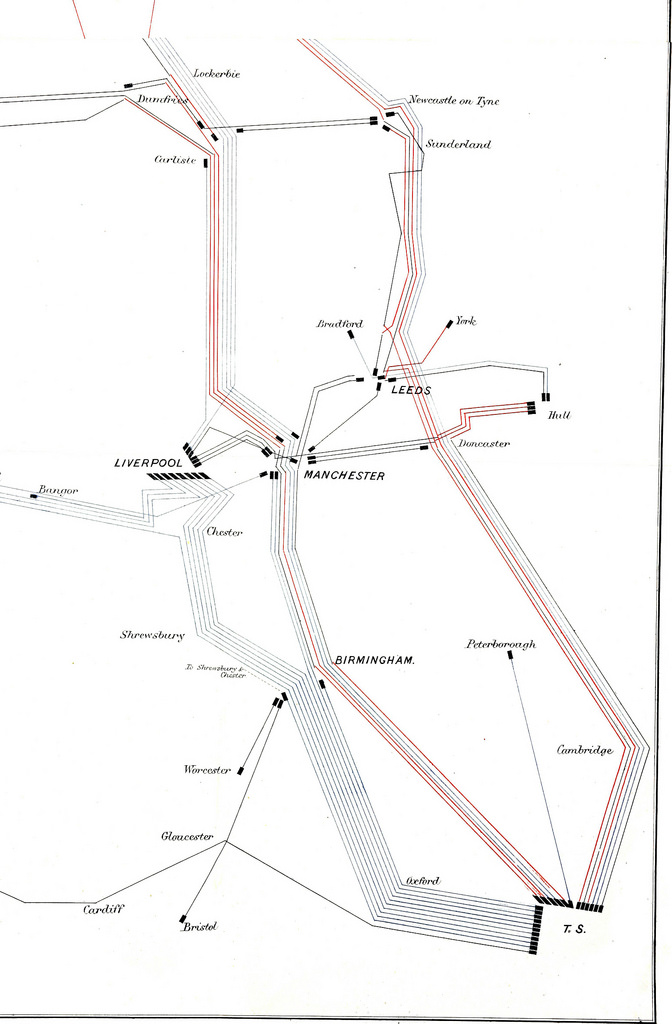 Lockerbie
Dumfries
Newcastle on Tyne
Sunderland
Carlisle
Bradford
York
LEEDS
Hull
Doncaster
LIVERPOOL
MANCHESTER
Bangor
Chester
Shrewsbury
BIRMINGHAM.
Peterborough
To Shrewsbury &
Chester
Cambridge
Worcester
Gloucester
Oxford
Cardiff
Bristol
T. S.